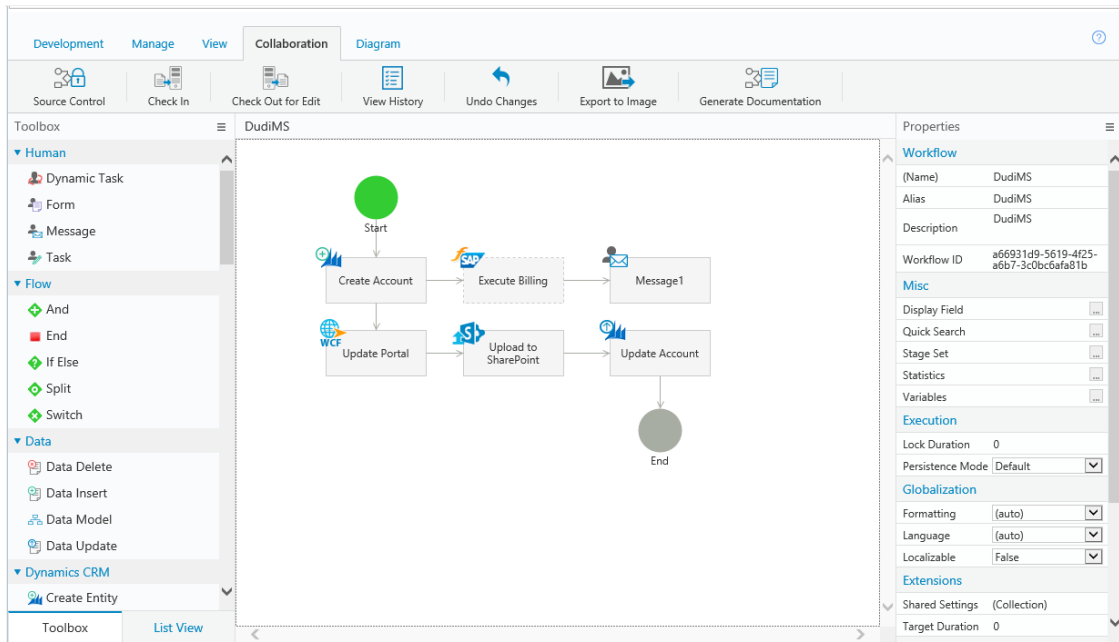 Development Manage View Collaboration Diagram
Source Control Check In Check Out for Edit View History Undo Changes Export to Image Generate Documentation
Toolbox
Human
Dynamic Task
Form
Message
Task
Flow
And
End
If Else
Split
Switch
Data
Data Delete
Data Insert
Data Model
Data Update
Dynamics CRM
Create Entity
Toolbox List View
DudiMS
Start
SAP
Create Account Execute Billing Message1
WCF
S
Update Portal Upload to
SharePoint
Update Account
End
Properties
Workflow
(Name) DudiMS
Alias DudiMS
Description DudiMS
Workflow ID a66931d9-5619-4f25-
a6b7-3c0bc6afa81b
Misc
Display Field ...
Quick Search ...
Stage Set ...
Statistics ...
Variables ...
Execution
Lock Duration 0
Persistence Mode Default
Globalization
Formatting (auto)
Language (auto)
Localizable False
Extensions
Shared Settings (Collection)
Target Duration 0